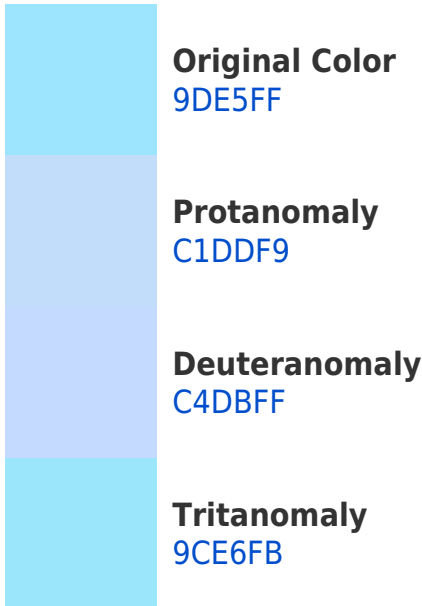 Original Color
9DE5FF
Protanomaly
C1DDF9
Deuteranomaly
C4DBFF
Tritanomaly
9CE6FB